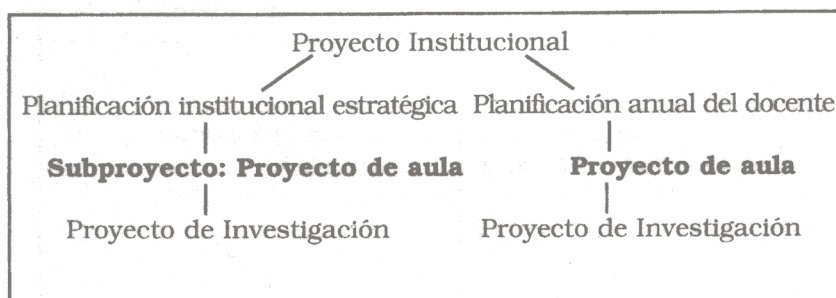 Proyecto Institucional
Planificación institucional estratégica Planificación anual del docente
Subproyecto: Proyecto de aula Proyecto de aula
Proyecto de Investigación Proyecto de Investigación